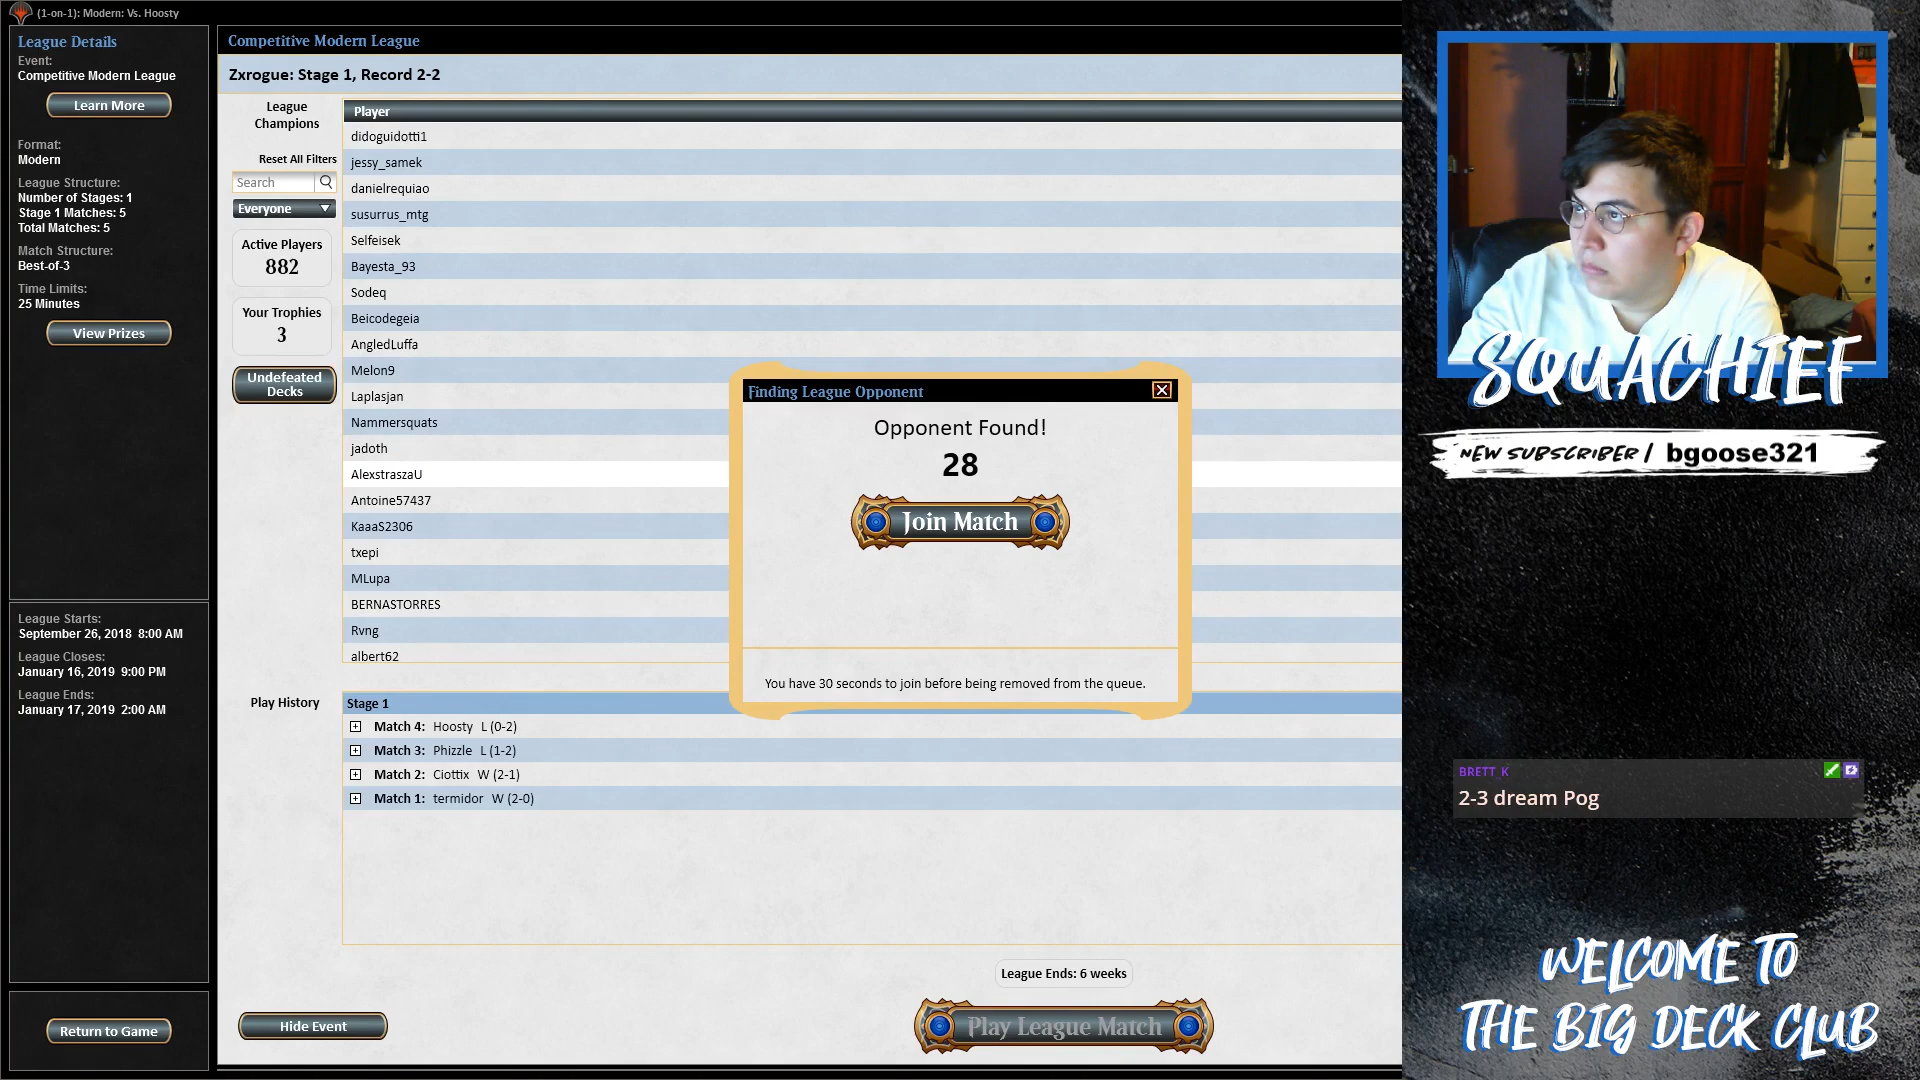 (1-on-1): Modern: Vs. Hoosty
League Details
Event:
Competitive Modern League
Learn More
Format:
Modern
League Structure:
Number of Stages: 1
Stage 1 Matches: 5
Total Matches: 5
Match Structure:
Best-of-3
Time Limits:
25 Minutes
View Prizes
League Starts:
September 26, 2018 8:00 AM
League Closes:
January 16, 2019 9:00 PM
League Ends:
January 17, 2019 2:00 AM
Return to Game
Competitive Modern League
Zxrogue: Stage 1, Record 2-2
League
Champions
Reset All Filters
Search
Everyone
Active Players
882
Your Trophies
3
Undefeated
Decks
Player
didoguidotti1
jessy_samek
danielrequiao
susurrus_mtg
Selfeisek
Bayesta_93
Sodeq
Beicodegeia
AngledLuffa
Melon9
Laplasjan
Nammersquats
jadoth
AlexstraszaU
Antoine57437
KaaaS2306
txepi
MLupa
BERNASTORRES
Rvng
albert62
Finding League Opponent
Opponent Found!
28
Join Match
You have 30 seconds to join before being removed from the queue.
Play History
Stage 1
Match 4: Hoosty L (0-2)
Match 3: Phizzle L (1-2)
Match 2: Ciottix W (2-1)
Match 1: termidor W (2-0)
League Ends: 6 weeks
Hide Event
Play League Match
SQUACHIEF
NEW SUBSCRIBER / bgoose321
BRETT_K
2-3 dream Pog
WELCOME TO
THE BIG DECK CLUB